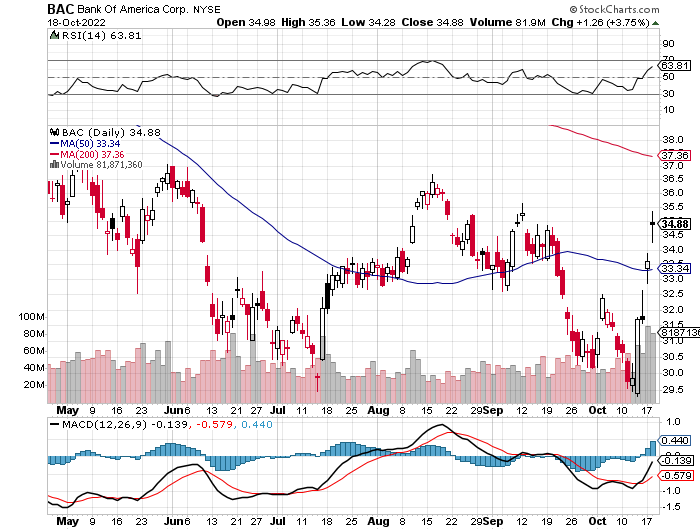 BAC Bank Of America Corp. NYSE © StockCharts.com
18-Oct-2022 Open 34.98 High 35.36 Low 34.28 Close 34.88 Volume 81.9M Chg +1.26 (+3.75%)
RSI(14) 63.81
90
70
63.81
50
30
10
BAC (Daily) 34.88
MA(50) 33.34
MA(200) 37.36
Volume 81,871,360
38.0
37.36
37.0
36.5
36.0
35.5
35.0
34.88
34.5
34.0
33.34
33.0
32.5
32.0
31.5
31.0
30.5
30.0
29.5
100M
80M
60M
40M
20M
May 9 16 23 Jun 6 13 21 27 Jul 11 18 25 Aug 8 15 22 29 Sep 12 19 26 Oct 10 17
MACD(12,26,9) -0.139, -0.579, 0.440
1.0
0.440
0.0
-0.139
-0.579
-1.0
-1.5
May 9 16 23 Jun 6 13 21 27 Jul 11 18 25 Aug 8 15 22 29 Sep 12 19 26 Oct 10 17